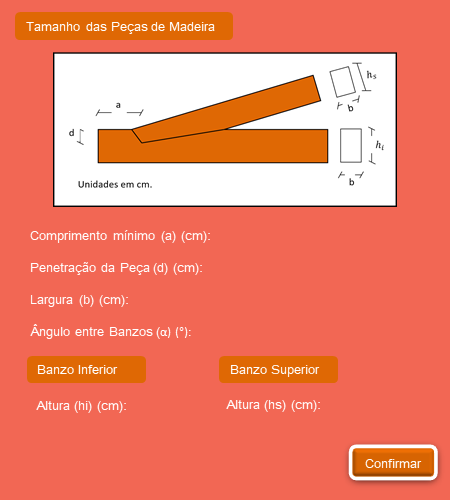 Tamanho das Peças de Madeira
a
h_s
b
d
h_i
b
Unidades em cm.
Comprimento mínimo (a) (cm):
Penetração da Peça (d) (cm):
Largura (b) (cm):
Ângulo entre Banzos (α) (°):
Banzo Inferior
Banzo Superior
Altura (hi) (cm):
Altura (hs) (cm):
Confirmar